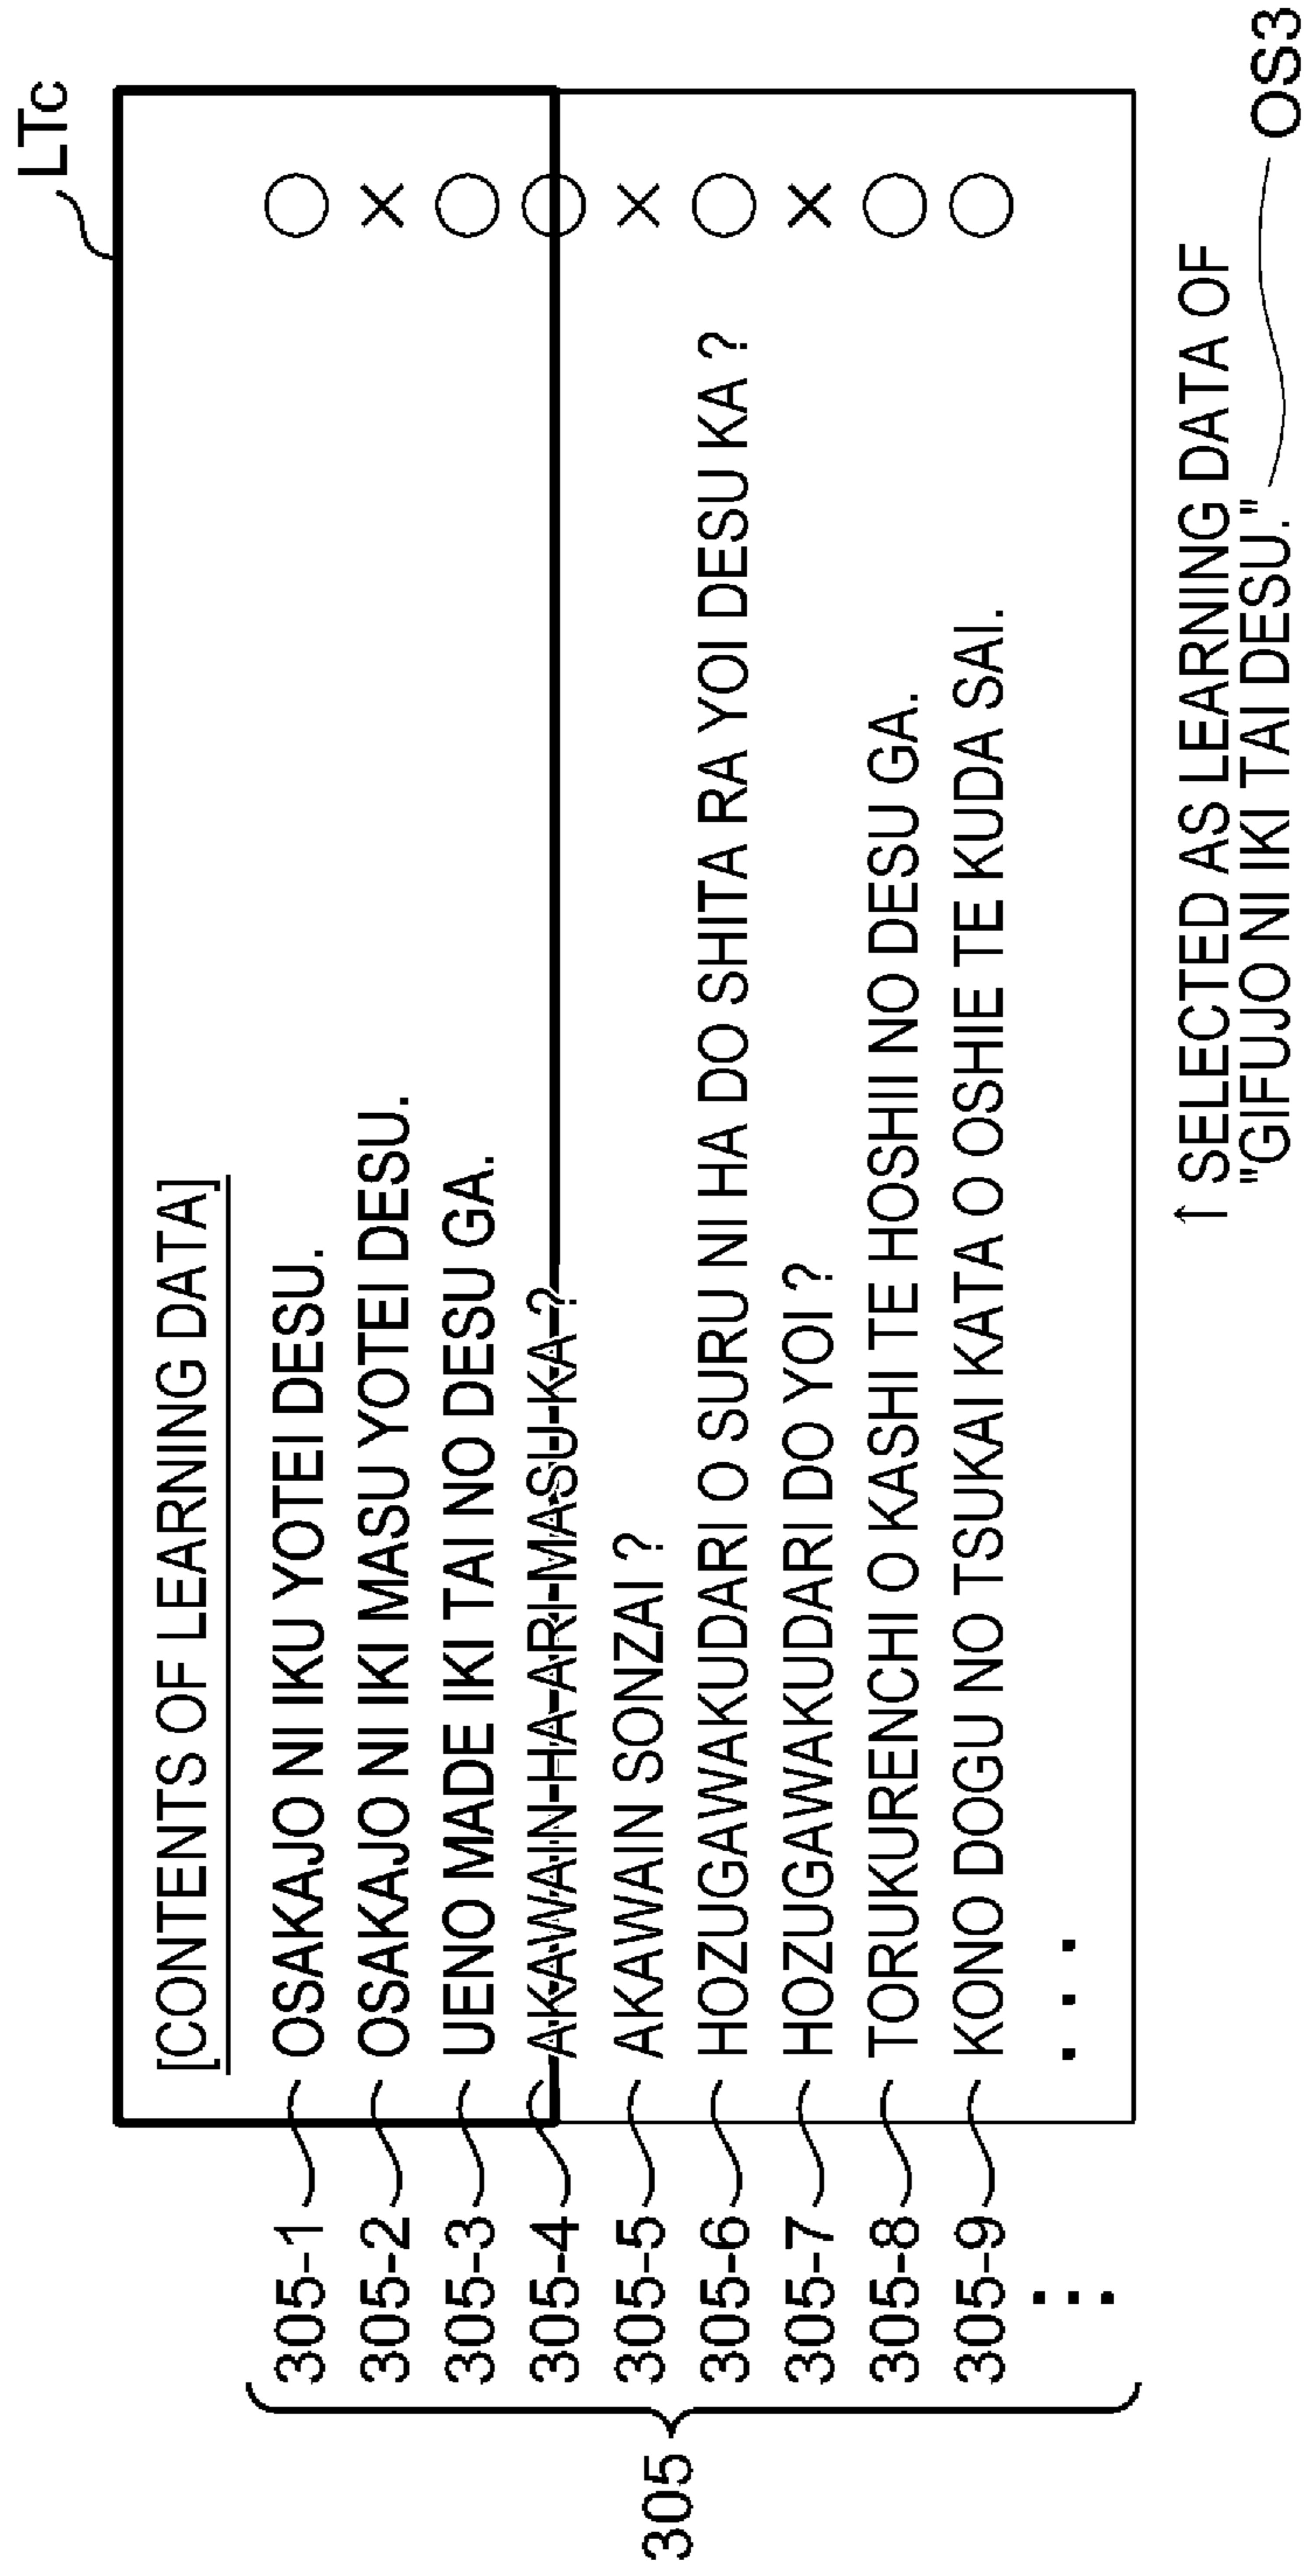 LTc
[CONTENTS OF LEARNING DATA]
305-1 OSAKAJO NI IKU YOTEI DESU. ○
305-2 OSAKAJO NI IKI MASU YOTEI DESU. ×
305-3 UENO MADE IKI TAI NO DESU GA. ○
305-4 AKAWAIN HA ARI MASU KA ? ○
305-5 AKAWAIN SONZAI ? ×
305-6 HOZUGAWAKUDARI O SURU NI HA DO SHITA RA YOI DESU KA ? ○
305-7 HOZUGAWAKUDARI DO YOI ? ×
305-8 TORUKURENCHI O KASHI TE HOSHII NO DESU GA. ○
305-9 KONO DOGU NO TSUKAI KATA O OSHIE TE KUDA SAI. ○
305
↑ SELECTED AS LEARNING DATA OF
"GIFUJO NI IKI TAI DESU." OS3